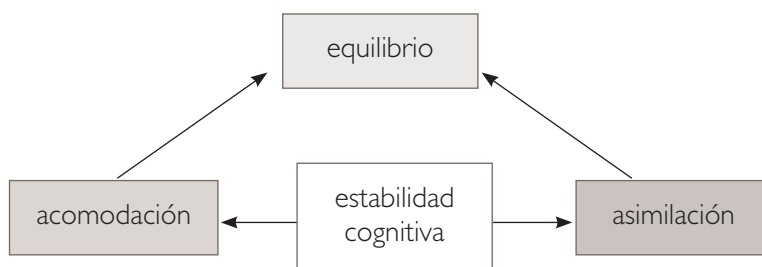 equilibrio
acomodación
estabilidad
cognitiva
asimilación